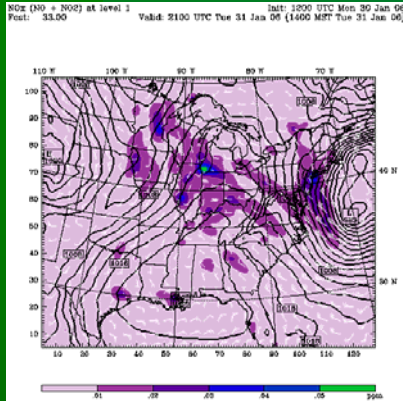 NOx (NO + NO2) at level 1 Init: 1200 UTC Mon 30 Jan 06
Fcst: 33.00 Valid: 2100 UTC Tue 31 Jan 06 (1400 MST Tue 31 Jan 06)
110 W 100 W 90 W 80 W 70 W
100
90
80
70
60
50
40
30
20
10
40 N
30 N
10 20 30 40 50 60 70 80 90 100 110 120
.01 .02 .03 .04 .05 ppm